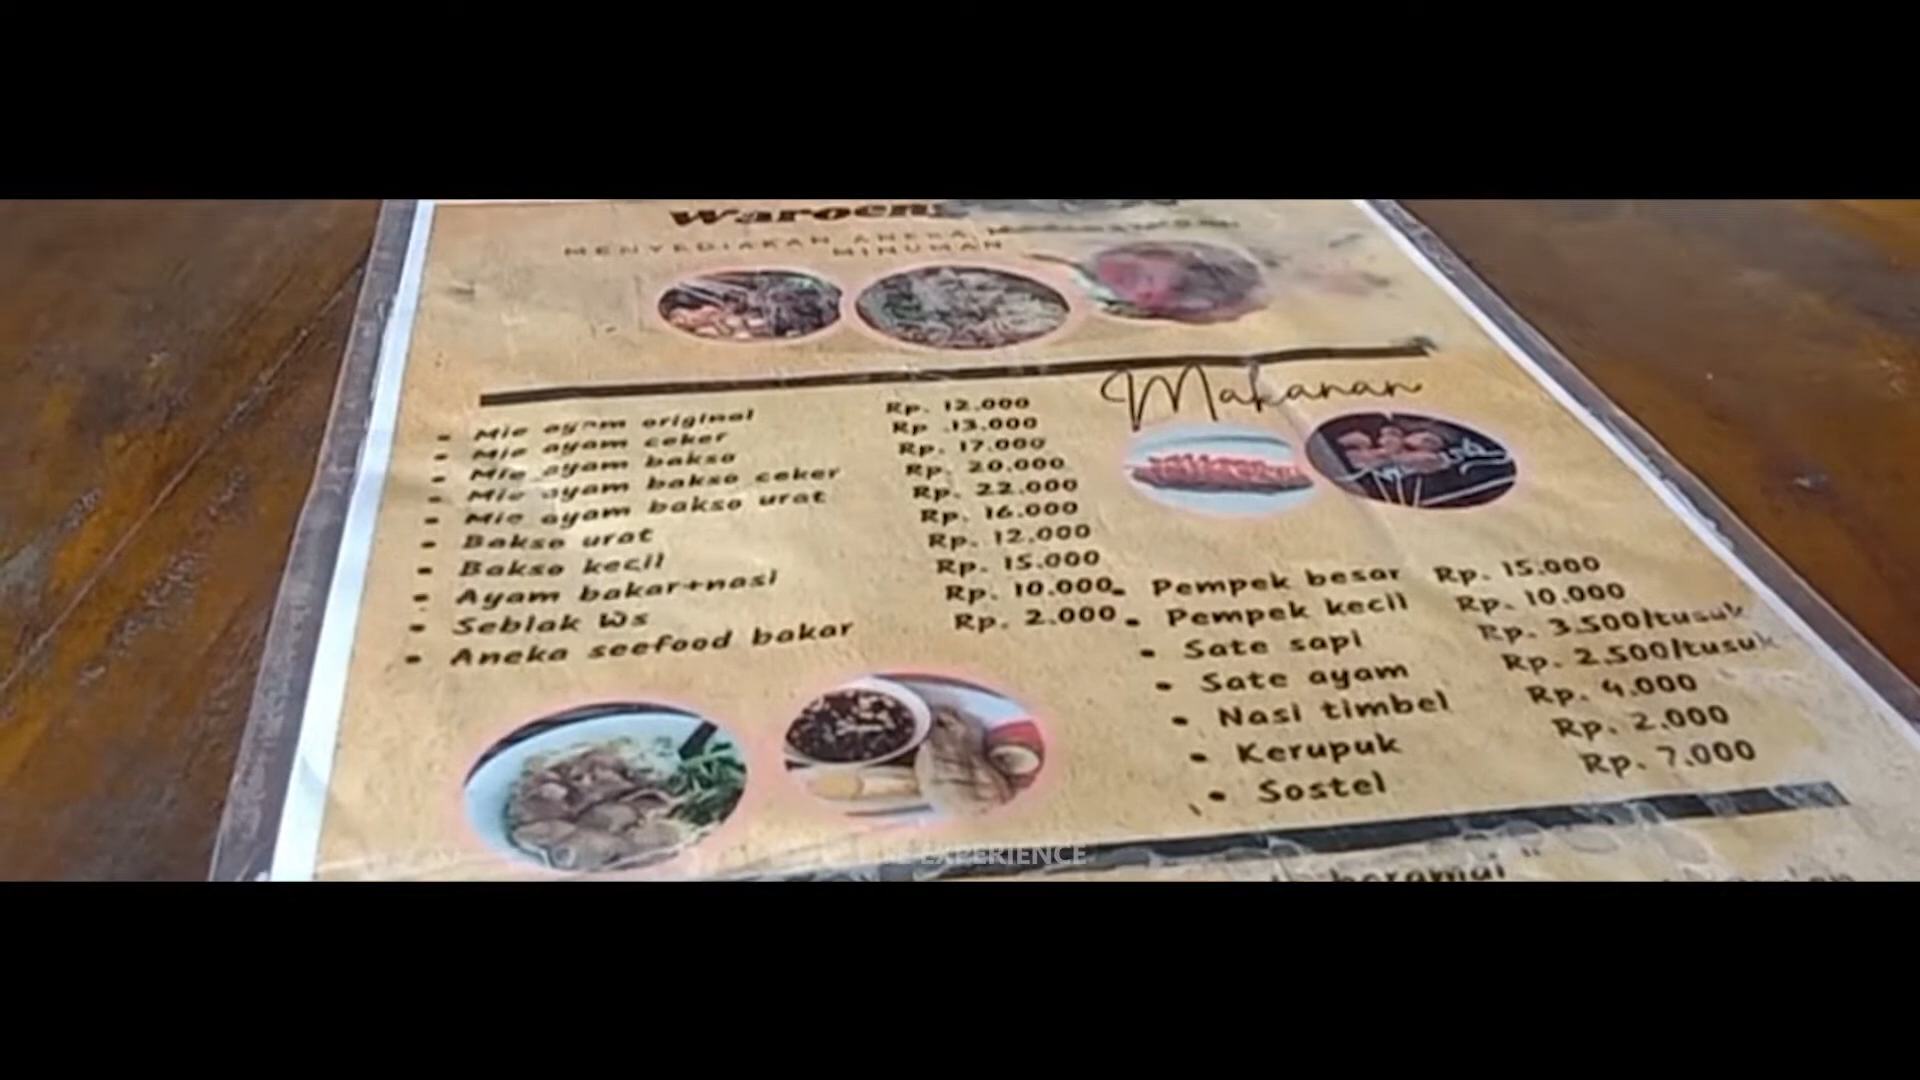 Waroeng
MENYEDIAKAN ANEKA
MINUMAN
Makanan
• Mie ayam original Rp. 12.000
• Mie ayam ceker Rp .13.000
• Mie ayam bakso Rp. 17.000
• Mie ayam bakso ceker Rp. 20.000
• Mie ayam bakso urat Rp. 22.000
• Bakso urat Rp. 16.000
• Bakso kecil Rp. 12.000
• Ayam bakar+nasi Rp. 15.000
• Seblak Ws Rp. 10.000
• Aneka seefood bakar Rp. 2.000
• Pempek besar Rp. 15.000
• Pempek kecil Rp. 10.000
• Sate sapi Rp. 3.500/tusuk
• Sate ayam Rp. 2.500/tusuk
• Nasi timbel Rp. 4.000
• Kerupuk Rp. 2.000
• Sostel Rp. 7.000
EXPERIENCE
beramai